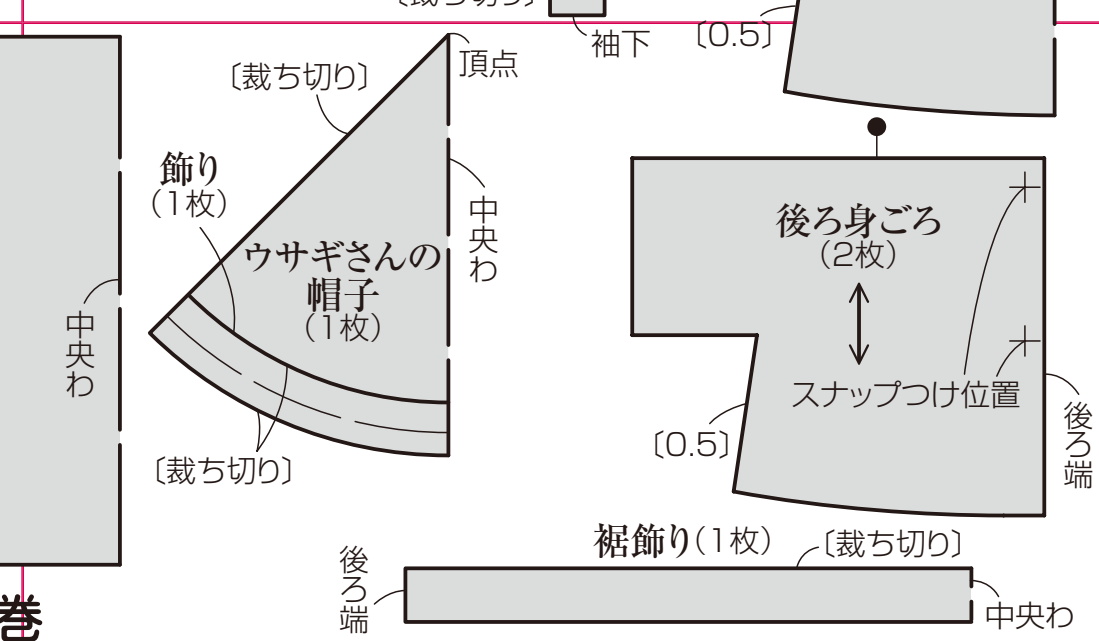 〔裁ち切り〕
袖下
〔0.5〕
頂点
〔裁ち切り〕
飾り
（1枚）
中央わ
ウサギさんの
帽子
（1枚）
中央わ
〔裁ち切り〕
後ろ身ごろ
（2枚）
スナップつけ位置
〔0.5〕
後ろ端
裾飾り（1枚）
〔裁ち切り〕
後ろ端
中央わ
巻